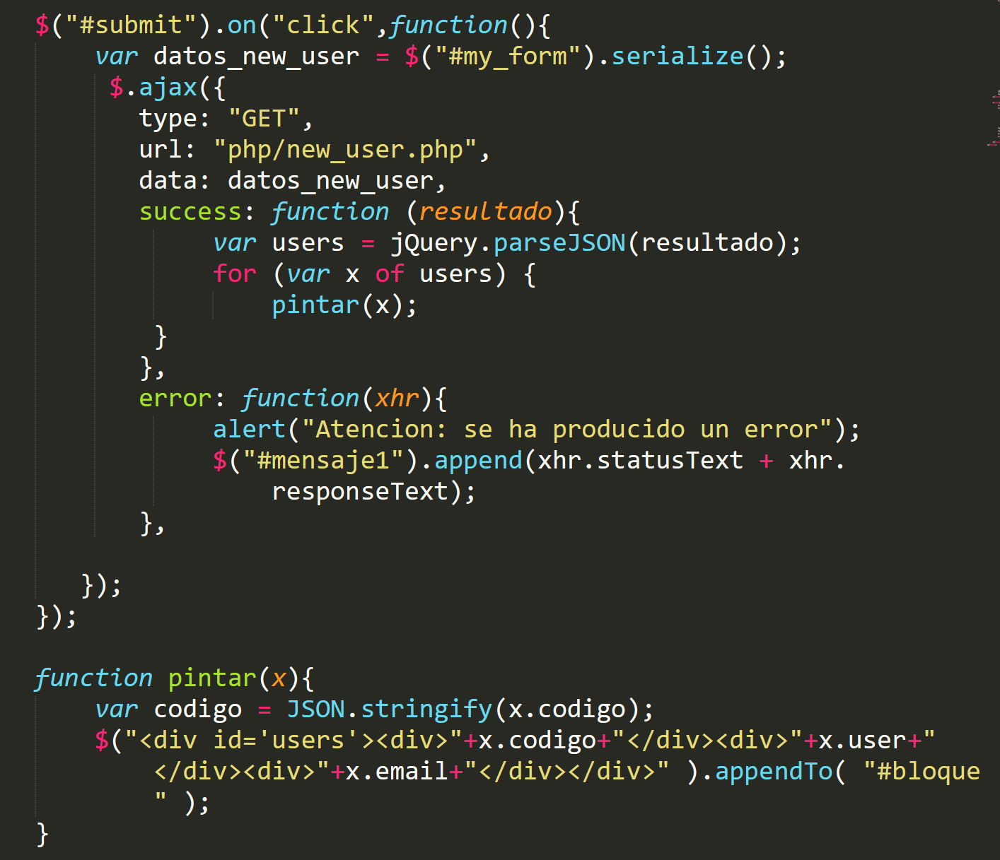 $("#submit").on("click",function(){
var datos_new_user = $("#my_form").serialize();
$.ajax({
type: "GET",
url: "php/new_user.php",
data: datos_new_user,
success: function (resultado){
var users = jQuery.parseJSON(resultado);
for (var x of users) {
pintar(x);
}
},
error: function(xhr){
alert("Atencion: se ha producido un error");
$("#mensaje1").append(xhr.statusText + xhr.
responseText);
},
});
});
function pintar(x){
var codigo = JSON.stringify(x.codigo);
$("<div id='users'><div>"+x.codigo+"</div><div>"+x.user+"
</div><div>"+x.email+"</div></div>" ).appendTo( "#bloque
" );
}